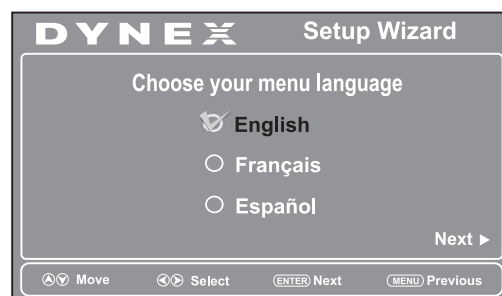 DYNEX Setup Wizard
Choose your menu language
English
Français
Español
Next ▶
Move Select ENTER Next MENU Previous